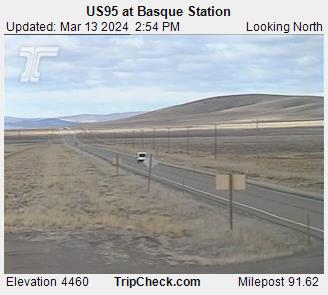 US95 at Basque Station
Updated: Mar 13 2024 2:54 PM Looking North
Elevation 4460 TripCheck.com Milepost 91.62